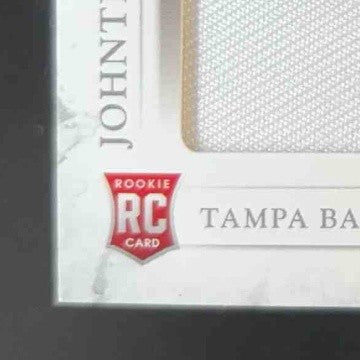 JOHNT
ROOKIE
RC
CARD
TAMPA BA